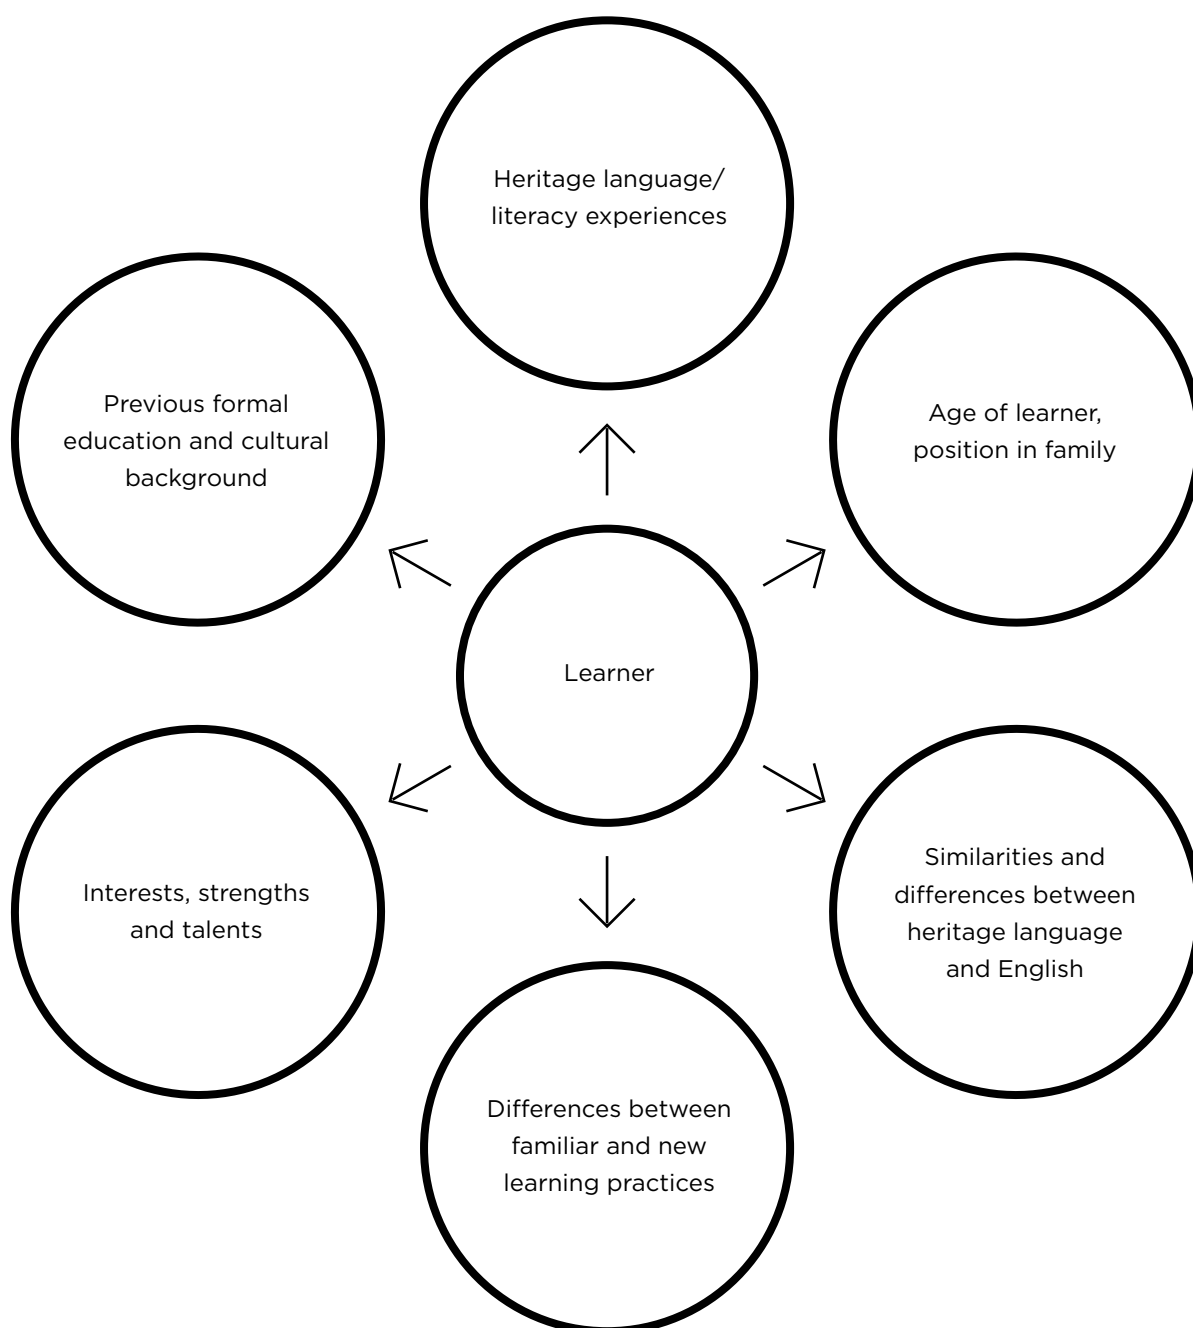 Heritage language/
literacy experiences
Previous formal
education and cultural
background
Age of learner,
position in family
Learner
Interests, strengths
and talents
Similarities and
differences between
heritage language
and English
Differences between
familiar and new
learning practices